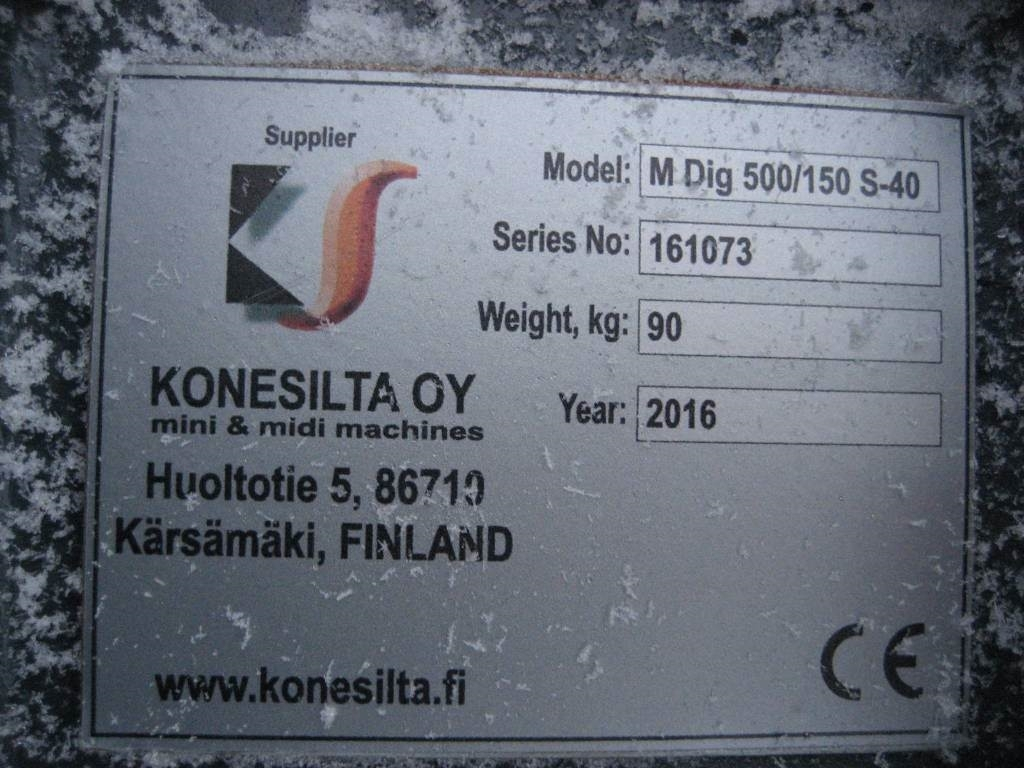 Supplier
KS
KONESILTA OY
mini & midi machines
Huoltotie 5, 86710
Kärsämäki, FINLAND
www.konesilta.fi
Model: M Dig 500/150 S-40
Series No: 161073
Weight, kg: 90
Year: 2016
CE